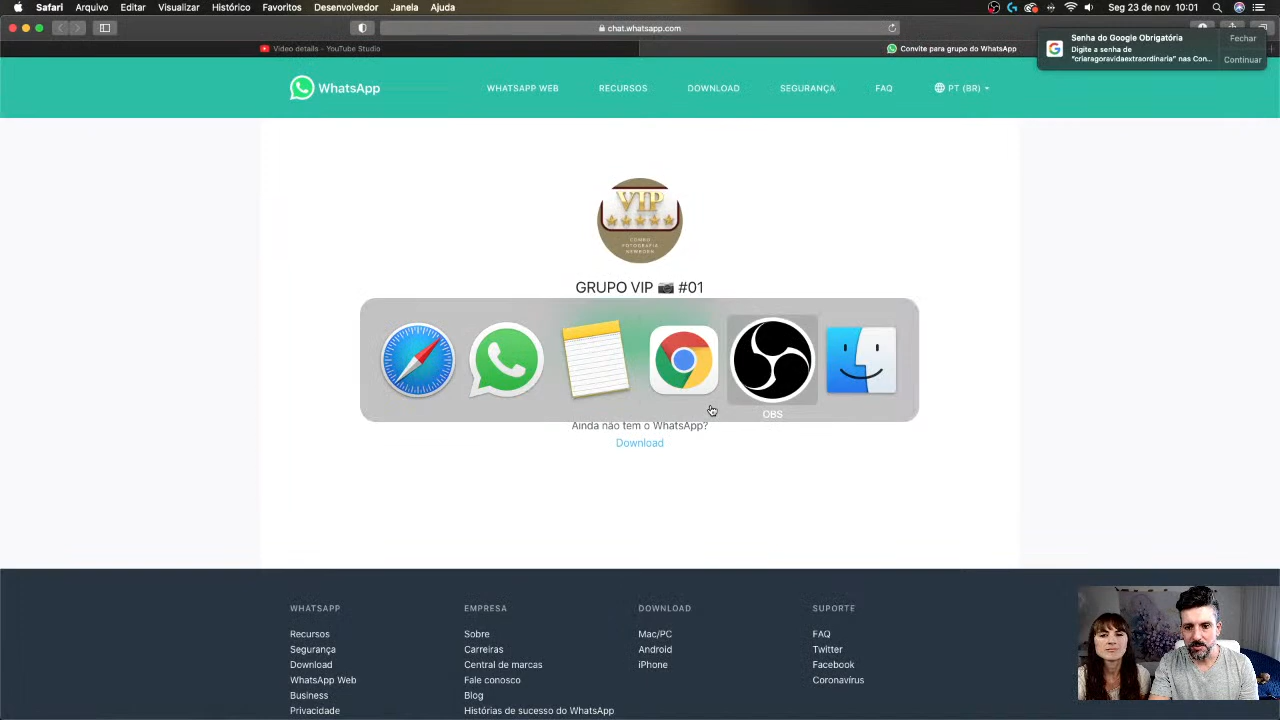 Safari Arquivo Editar Visualizar Histórico Favoritos Desenvolvedor Janela Ajuda
Seg 23 de nov 10:01
chat.whatsapp.com
Video details - YouTube Studio
Convite para grupo do WhatsApp
Senha do Google Obrigatória
Digite a senha de
"criaragoravidaextraordinaria" nas Con...
Fechar
Continuar
WhatsApp
WHATSAPP WEB
RECURSOS
DOWNLOAD
SEGURANÇA
FAQ
PT (BR)
VIP
COMBO
FOTOGRAFIA
NEWBORN
GRUPO VIP 📷 #01
OBS
Ainda não tem o WhatsApp?
Download
WHATSAPP
Recursos
Segurança
Download
WhatsApp Web
Business
Privacidade
EMPRESA
Sobre
Carreiras
Central de marcas
Fale conosco
Blog
Histórias de sucesso do WhatsApp
DOWNLOAD
Mac/PC
Android
iPhone
SUPORTE
FAQ
Twitter
Facebook
Coronavírus